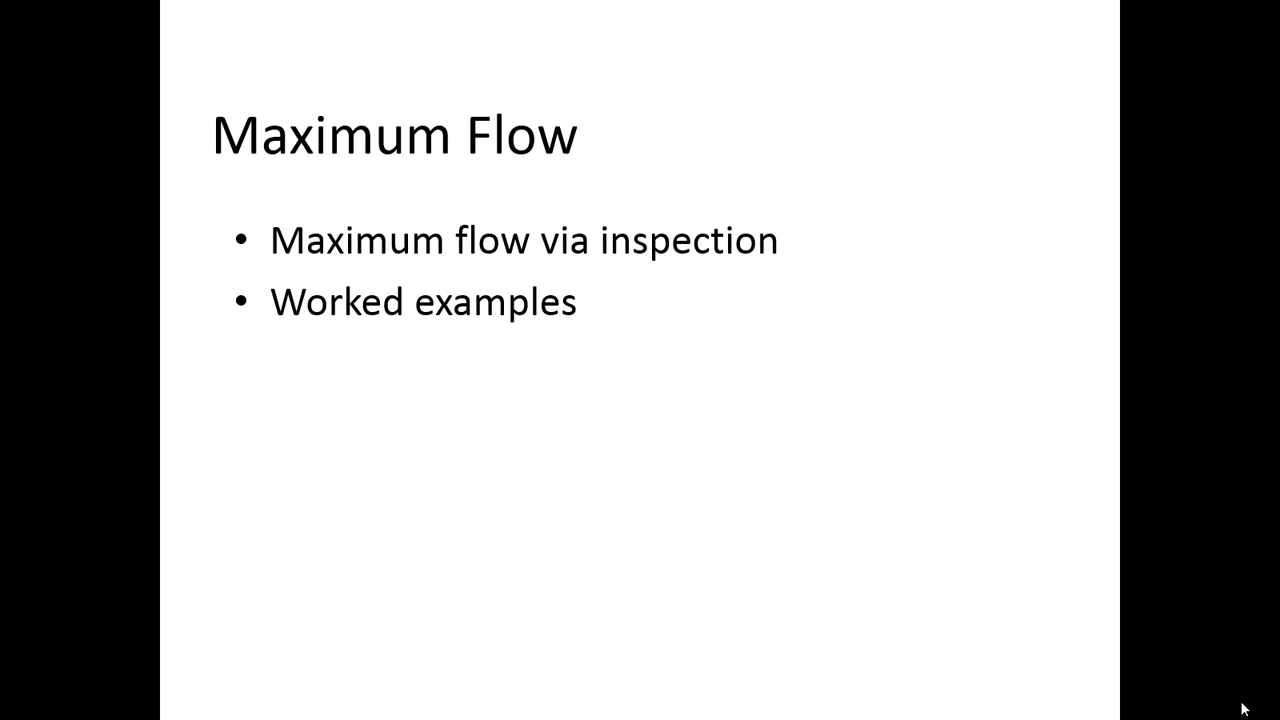 Maximum Flow
• Maximum flow via inspection
• Worked examples